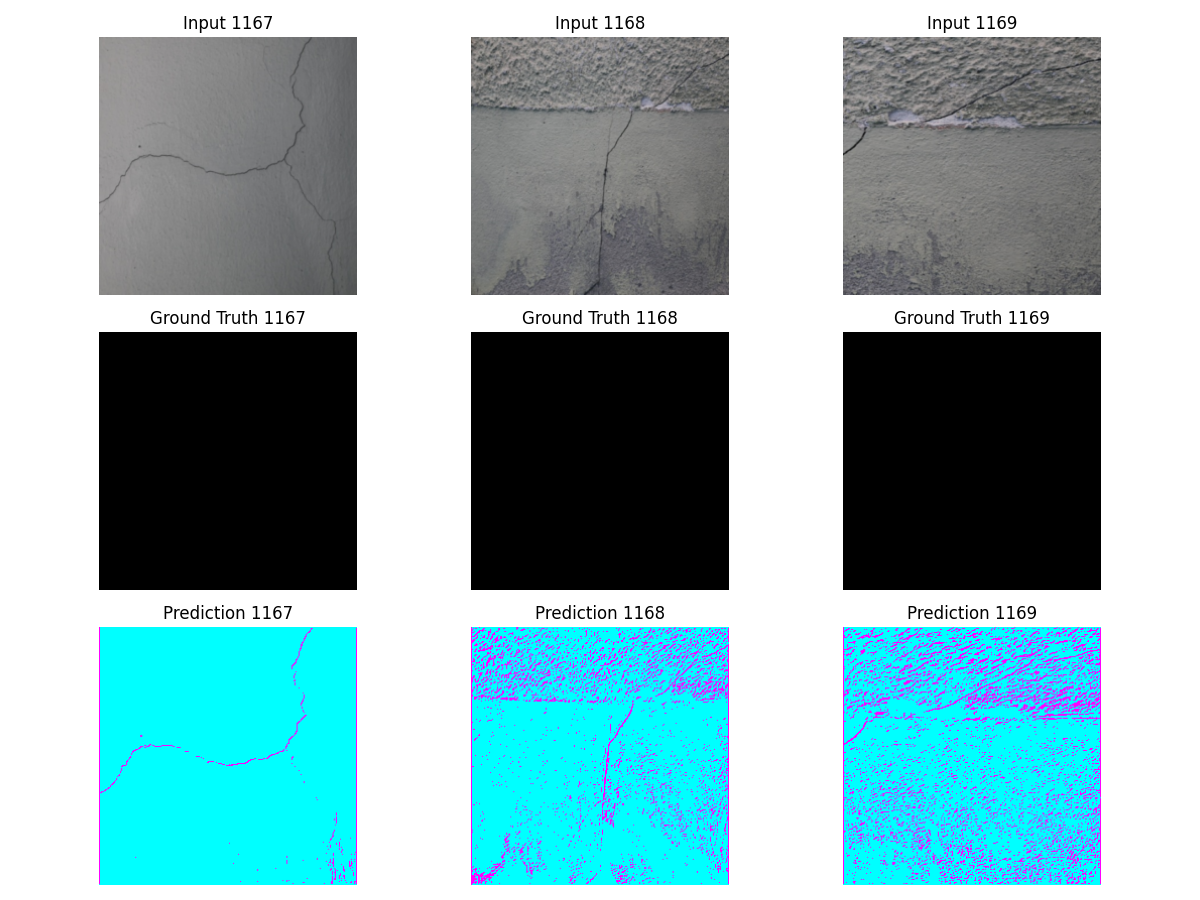 Input 1167
Input 1168
Input 1169
Ground Truth 1167
Ground Truth 1168
Ground Truth 1169
Prediction 1167
Prediction 1168
Prediction 1169